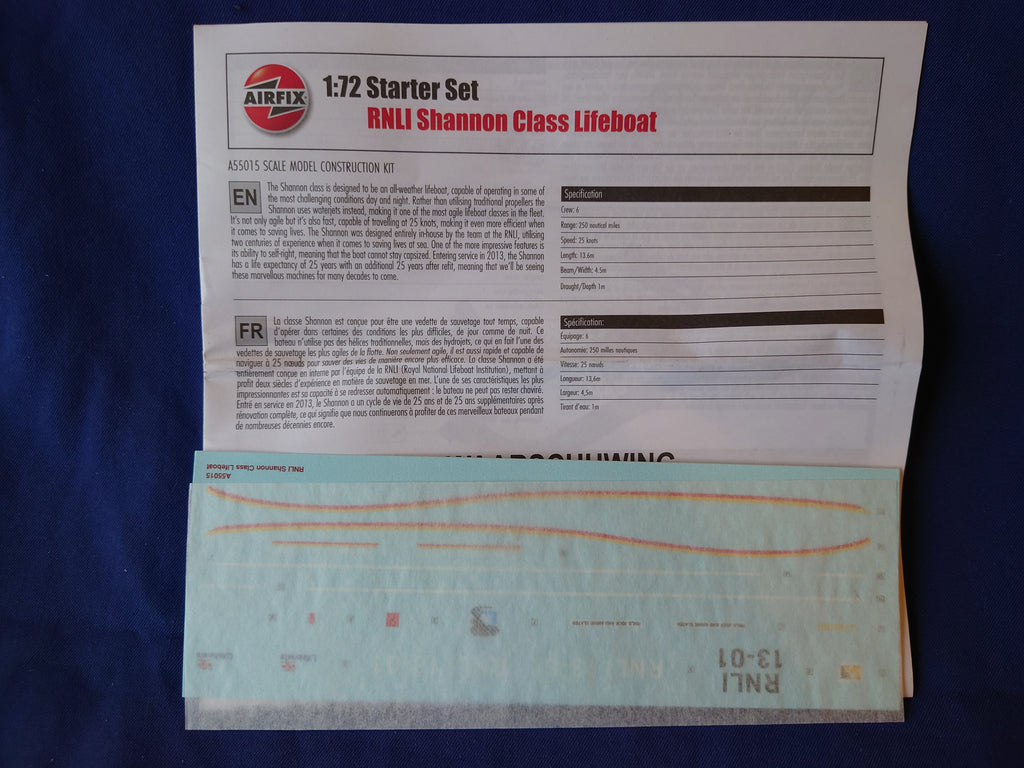 AIRFIX
1:72 Starter Set
RNLI Shannon Class Lifeboat
A55015 SCALE MODEL CONSTRUCTION KIT
EN
The Shannon class is designed to be an all-weather lifeboat, capable of operating in some of
the most challenging conditions day and night. Rather than utilising traditional propellers the
Shannon uses waterjets instead, making it one of the most agile lifeboat classes in the fleet.
It's not only agile but it's also fast, capable of travelling at 25 knots, making it even more efficient when
it comes to saving lives. The Shannon was designed entirely in-house by the team at the RNLI, utilising
two centuries of experience when it comes to saving lives at sea. One of the more impressive features is
its ability to self-right, meaning that the boat cannot stay capsized. Entering service in 2013, the Shannon
has a life expectancy of 25 years with an additional 25 years after refit, meaning that we'll be seeing
these marvellous machines for many decades to come.
Specification
Crew: 6
Range: 250 nautical miles
Speed: 25 knots
Length: 13.6m
Beam/Width: 4.5m
Draught/Depth 1m
FR
La classe Shannon est conçue pour être une vedette de sauvetage tout temps, capable
d'opérer dans certaines des conditions les plus difficiles, de jour comme de nuit. Ce
bateau n'utilise pas des hélices traditionnelles, mais des hydrojets, ce qui en fait l'une des
vedettes de sauvetage les plus agiles de la flotte. Non seulement agile, il est aussi rapide et capable de
naviguer à 25 nœuds pour sauver des vies de manière encore plus efficace. La classe Shannon a été
entièrement conçue en interne par l'équipe de la RNLI (Royal National Lifeboat Institution), mettant à
profit deux siècles d'expérience en matière de sauvetage en mer. L'une de ses caractéristiques les plus
impressionnantes est sa capacité à se redresser automatiquement : le bateau ne peut pas rester chaviré.
Entré en service en 2013, le Shannon a un cycle de vie de 25 ans et de 25 ans supplémentaires après
rénovation complète, ce qui signifie que nous continuerons à profiter de ces merveilleux bateaux pendant
de nombreuses décennies encore.
Spécification:
Équipage: 6
Autonomie: 250 milles nautiques
Vitesse: 25 nœuds
Longueur: 13,6m
Largeur: 4,5m
Tirant d'eau: 1m
WAARSCHUWING
A55015
RNLI Shannon Class Lifeboat
RNLI
13-01
RNLI